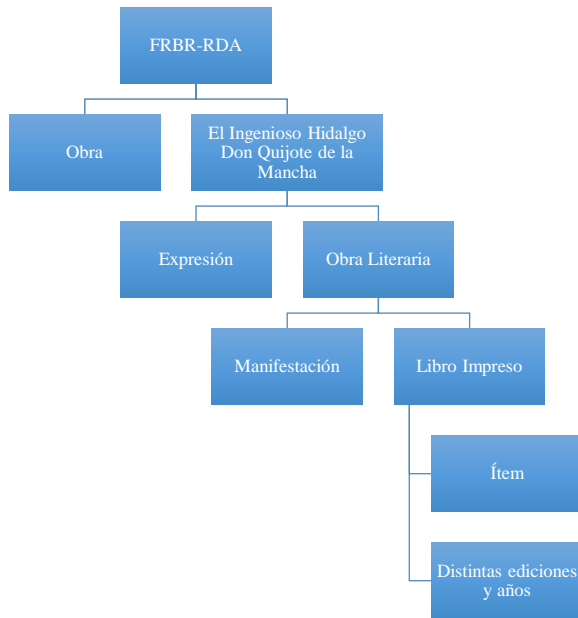 FRBR-RDA
Obra
El Ingenioso Hidalgo
Don Quijote de la
Mancha
Expresión
Obra Literaria
Manifestación
Libro Impreso
Ítem
Distintas ediciones
y años